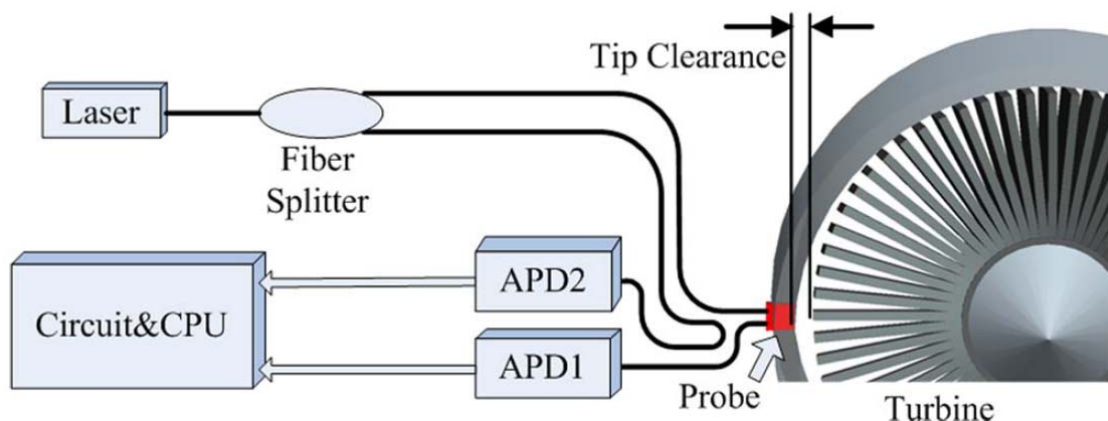 Tip Clearance
Laser
Fiber
Splitter
APD2
Circuit&CPU
APD1
Probe
Turbine